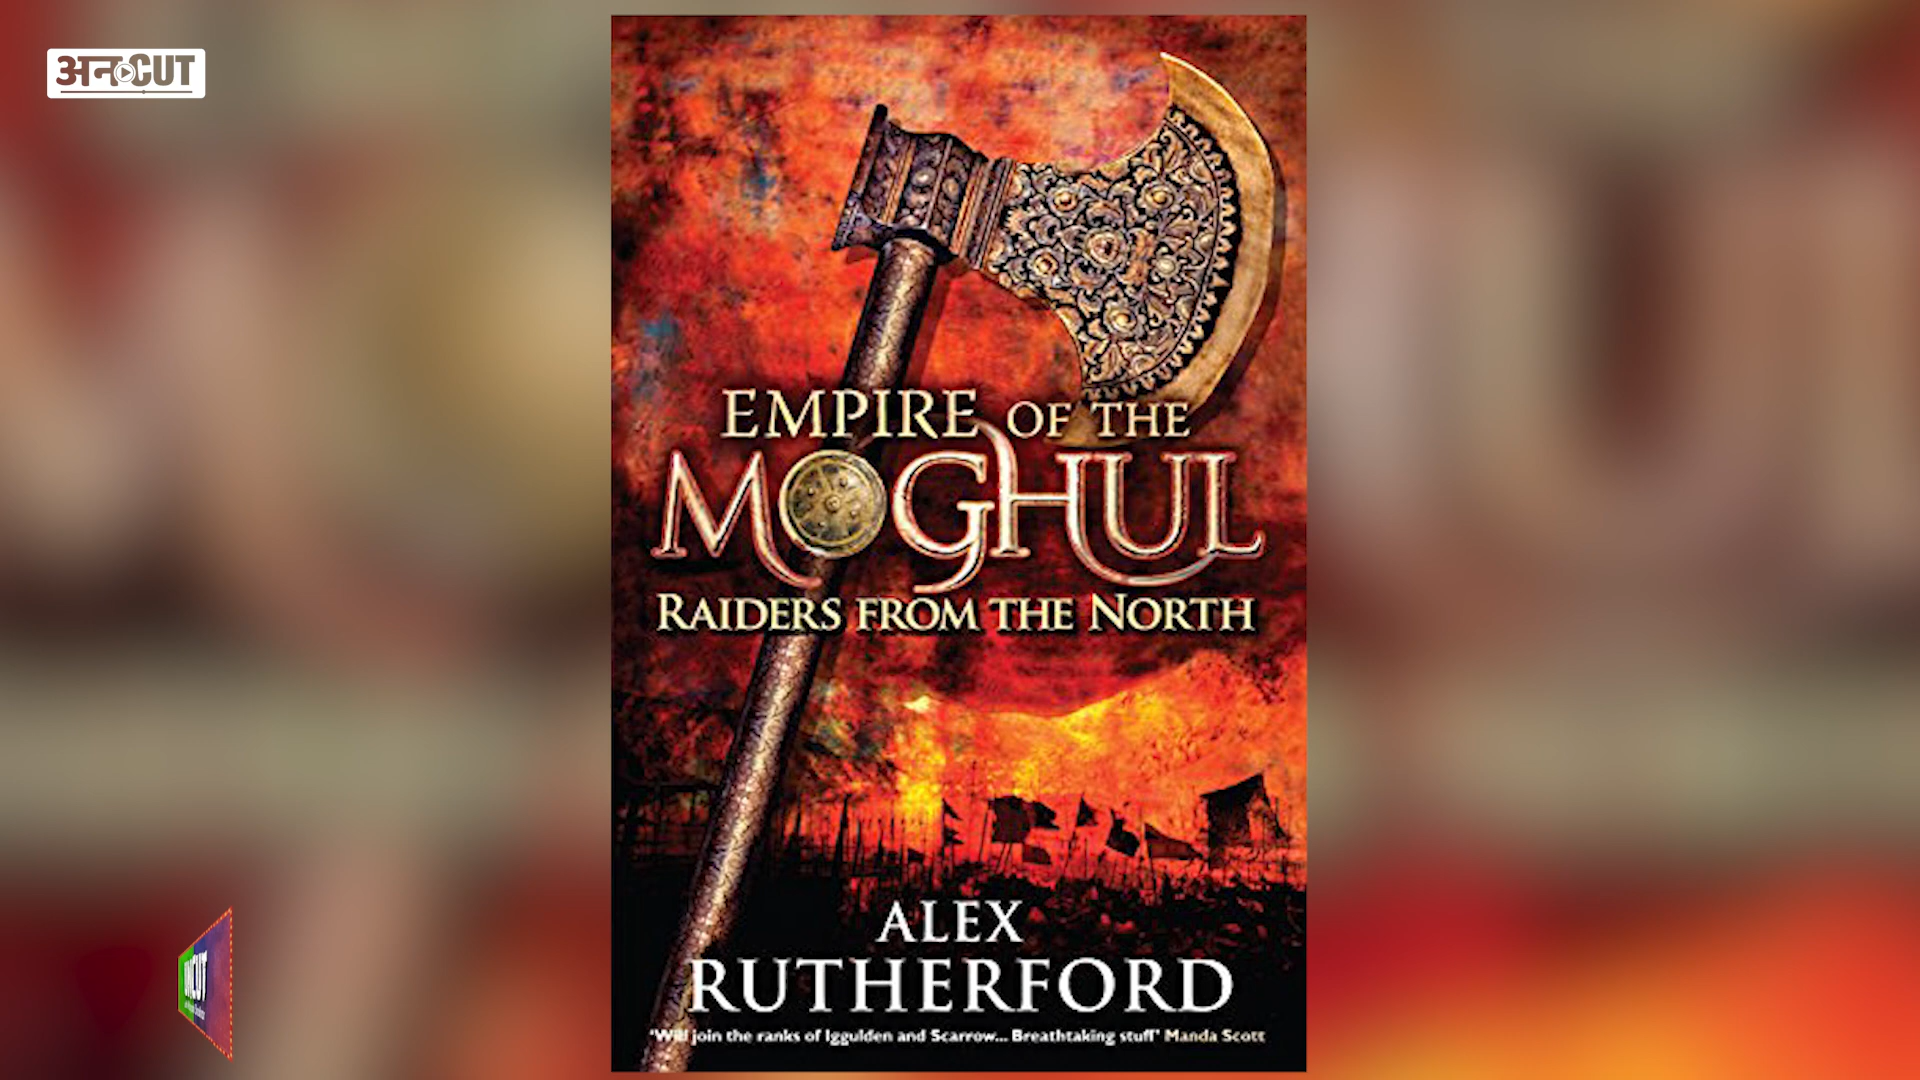 अनCUT
EMPIRE OF THE
MOGHUL
RAIDERS FROM THE NORTH
ALEX
RUTHERFORD
'Will join the ranks of Iggulden and Scarrow... Breathtaking stuff' Manda Scott
UNCUT